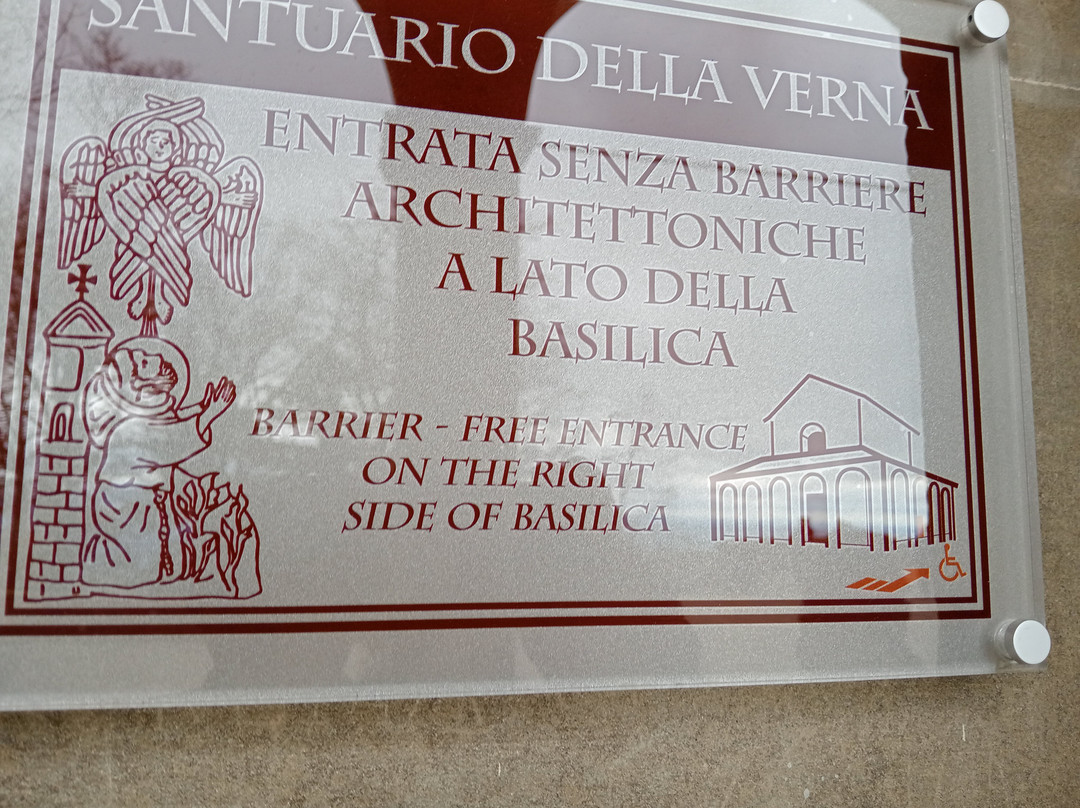 SANTUARIO DELLA VERNA
ENTRATA SENZA BARRIERE
ARCHITETTONICHE
A LATO DELLA
BASILICA
BARRIER - FREE ENTRANCE
ON THE RIGHT
SIDE OF BASILICA